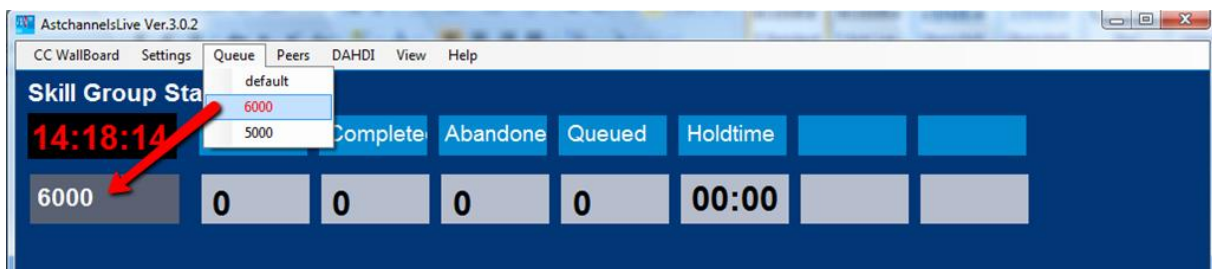 AstchannelsLive Ver.3.0.2
CC WallBoard Settings Queue Peers DAHDI View Help
default
6000
5000
Skill Group Sta
14:18:14
Complete Abandone Queued Holdtime
6000 0 0 0 0 00:00